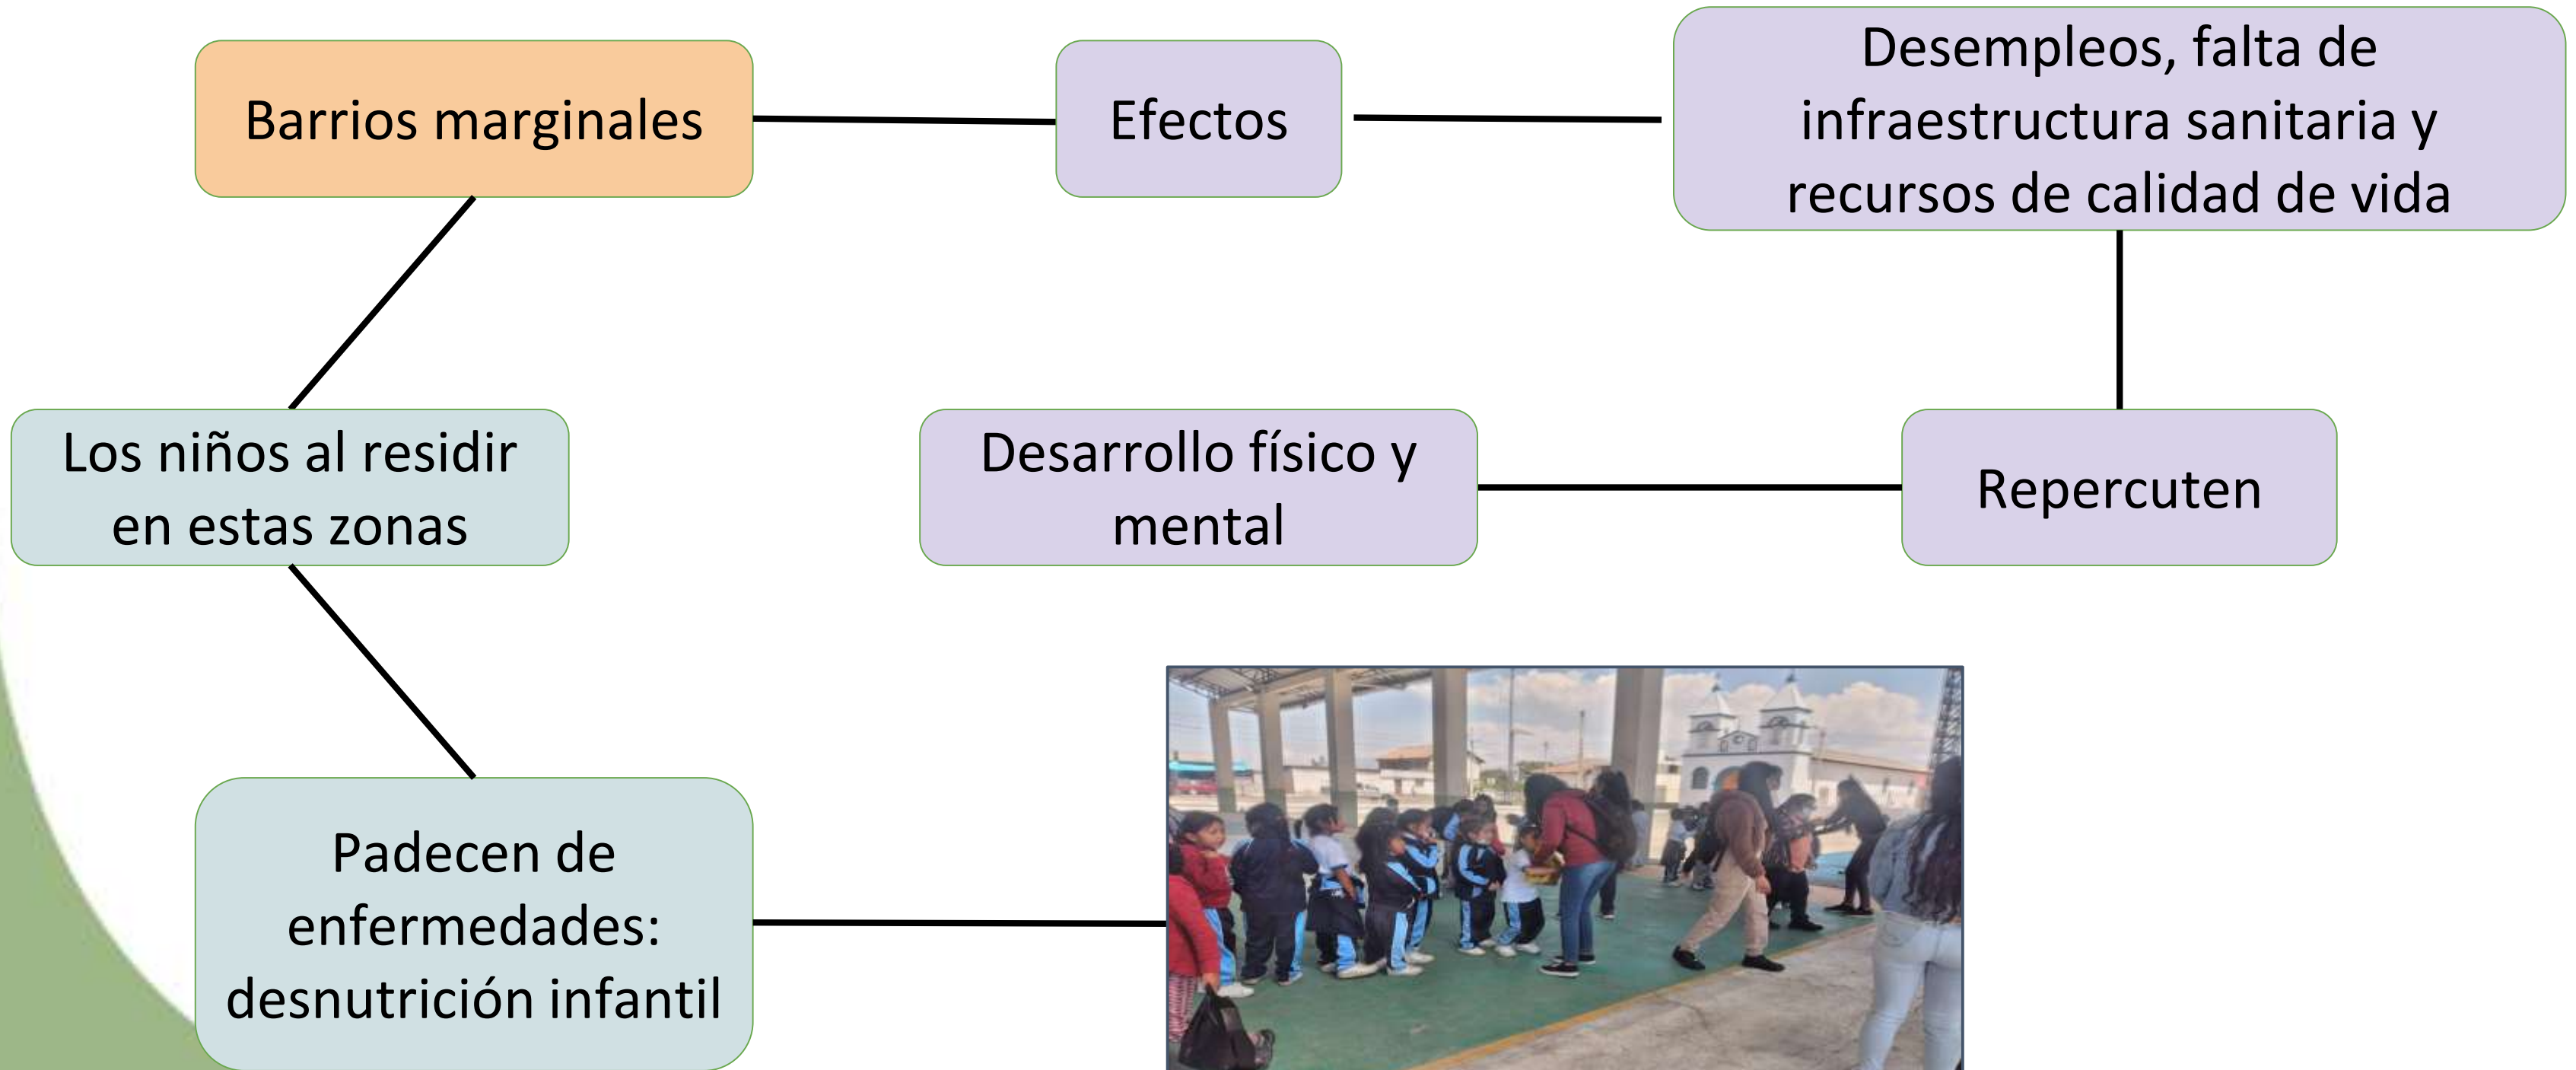 Barrios marginales
Efectos
Desempleos, falta de
infraestructura sanitaria y
recursos de calidad de vida
Los niños al residir
en estas zonas
Desarrollo físico y
mental
Repercuten
Padecen de
enfermedades:
desnutrición infantil